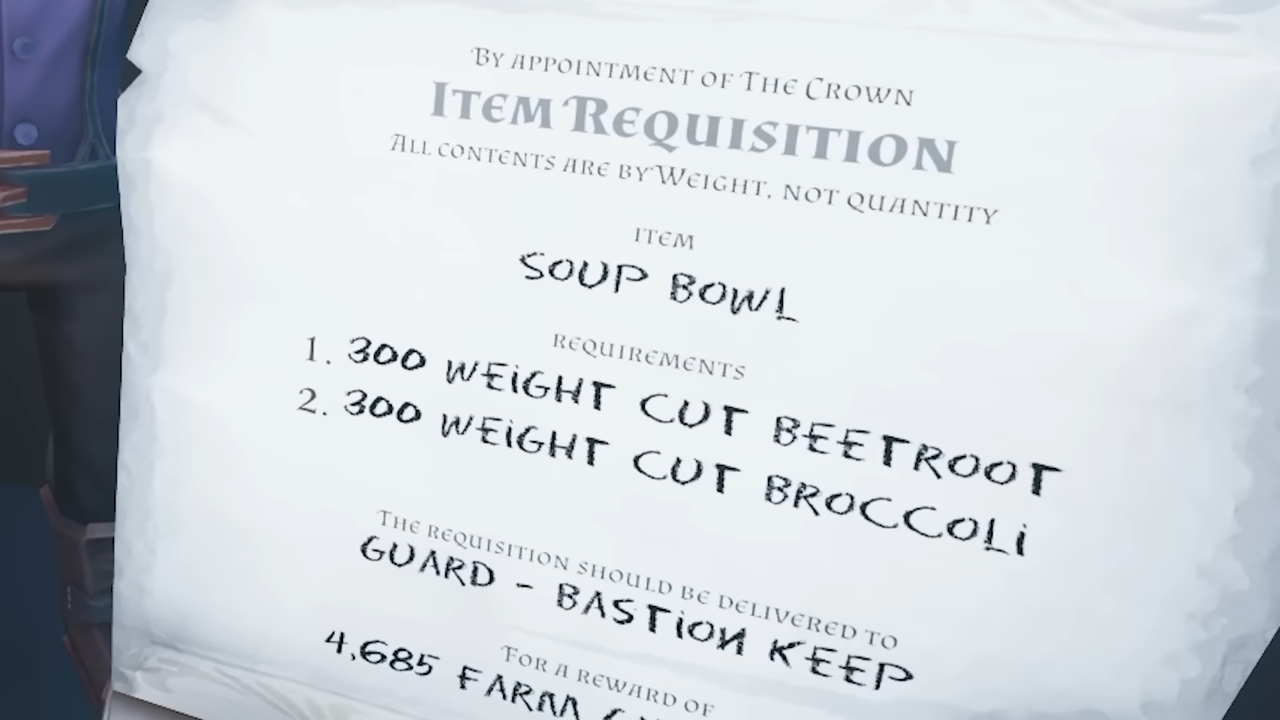 By appointment of The Crown
Item Requisition
All contents are by Weight, not quantity
Item
SOUP BOWL
Requirements
1. 300 WEiGHT CUT BEETROOT
2. 300 WEiGHT CUT BROCCOLi
The requisition should be delivered to
GUARD - BASTiON KEEP
For a reward of
4,685 FARM